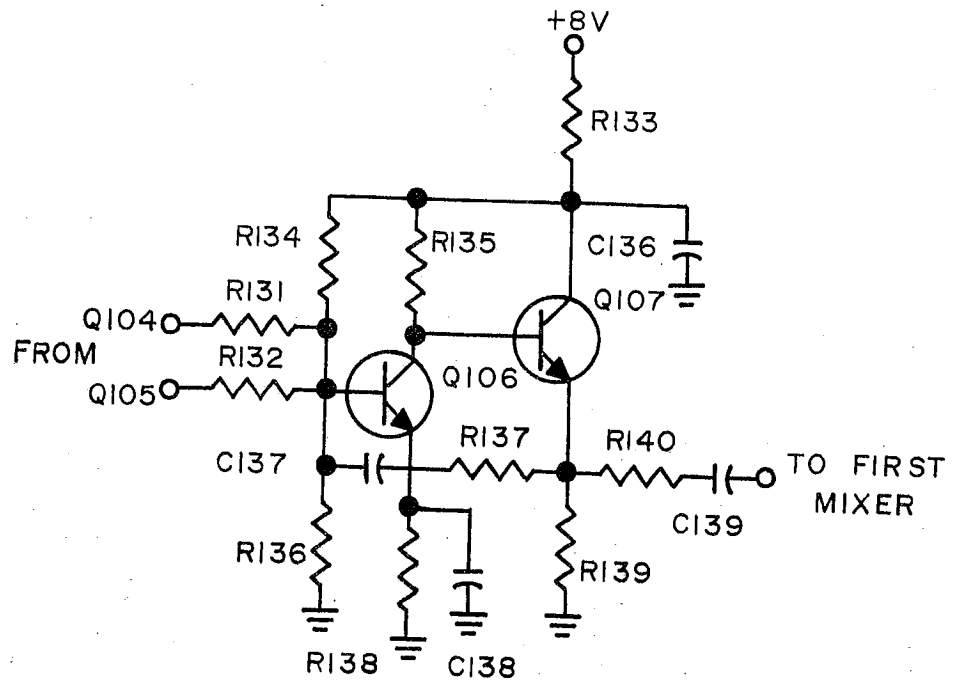 +8V
R133
R134
R135
C136
R131
Q107
Q104
FROM
R132
Q106
Q105
R137
R140
C137
TO FIRST
MIXER
C139
R136
R139
R138
C138